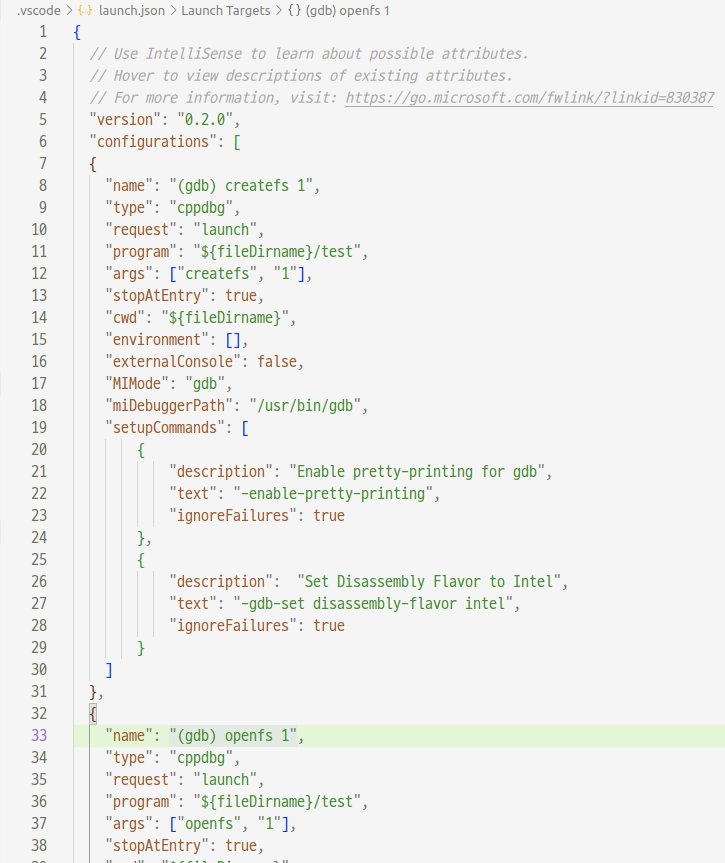 .vscode > {..} launch.json > Launch Targets > {} (gdb) openfs 1
1 {
2 // Use IntelliSense to learn about possible attributes.
3 // Hover to view descriptions of existing attributes.
4 // For more information, visit: https://go.microsoft.com/fwlink/?linkid=830387
5 "version": "0.2.0",
6 "configurations": [
7 {
8 "name": "(gdb) createfs 1",
9 "type": "cppdbg",
10 "request": "launch",
11 "program": "${fileDirname}/test",
12 "args": ["createfs", "1"],
13 "stopAtEntry": true,
14 "cwd": "${fileDirname}",
15 "environment": [],
16 "externalConsole": false,
17 "MIMode": "gdb",
18 "miDebuggerPath": "/usr/bin/gdb",
19 "setupCommands": [
20 {
21 "description": "Enable pretty-printing for gdb",
22 "text": "-enable-pretty-printing",
23 "ignoreFailures": true
24 },
25 {
26 "description":  "Set Disassembly Flavor to Intel",
27 "text": "-gdb-set disassembly-flavor intel",
28 "ignoreFailures": true
29 }
30 ]
31 },
32 {
33 "name": "(gdb) openfs 1",
34 "type": "cppdbg",
35 "request": "launch",
36 "program": "${fileDirname}/test",
37 "args": ["openfs", "1"],
38 "stopAtEntry": true,